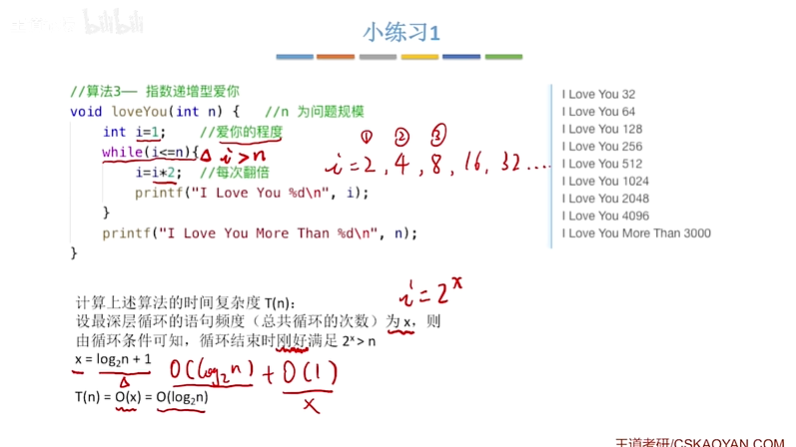 bilibili
小练习1
//算法3—— 指数递增型爱你
void loveYou(int n) {    //n 为问题规模
int i=1;    //爱你的程度
while(i<=n){ i>n
i=i*2;  //每次翻倍
printf("I Love You %d\n", i);
}
printf("I Love You More Than %d\n", n);
}
① ② ③
i=2, 4, 8, 16, 32 ....
I Love You 32
I Love You 64
I Love You 128
I Love You 256
I Love You 512
I Love You 1024
I Love You 2048
I Love You 4096
I Love You More Than 3000
i=2ˣ
计算上述算法的时间复杂度 T(n):
设最深层循环的语句频度（总共循环的次数）为 x，则
由循环条件可知，循环结束时刚好满足 2ˣ > n
x = log₂n + 1 O(log₂n) + O(1)
T(n) = O(x) = O(log₂n) x
王道考研/CSKAOYAN.COM